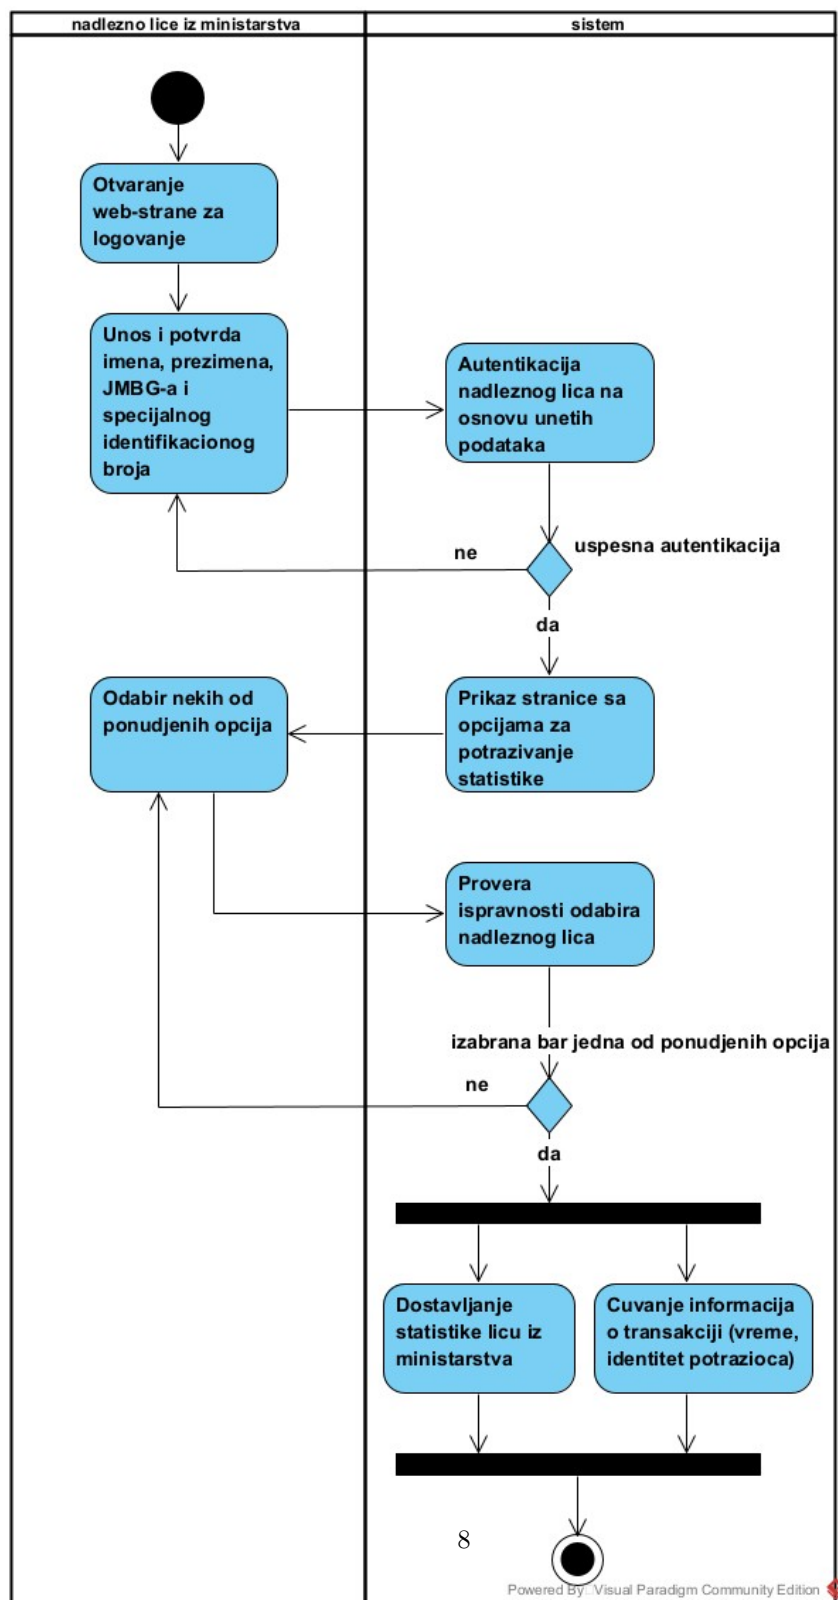 nadlezno lice iz ministarstva
sistem
Otvaranje
web-strane za
logovanje
Unos i potvrda
imena, prezimena,
JMBG-a i
specijalnog
identifikacionog
broja
Autentikacija
nadleznog lica na
osnovu unetih
podataka
ne
uspesna autentikacija
da
Odabir nekih od
ponudjenih opcija
Prikaz stranice sa
opcijama za
potrazivanje
statistike
Provera
ispravnosti odabira
nadleznog lica
izabrana bar jedna od ponudjenih opcija
ne
da
Dostavljanje
statistike licu iz
ministarstva
Cuvanje informacija
o transakciji (vreme,
identitet potrazioca)
8
Powered By Visual Paradigm Community Edition